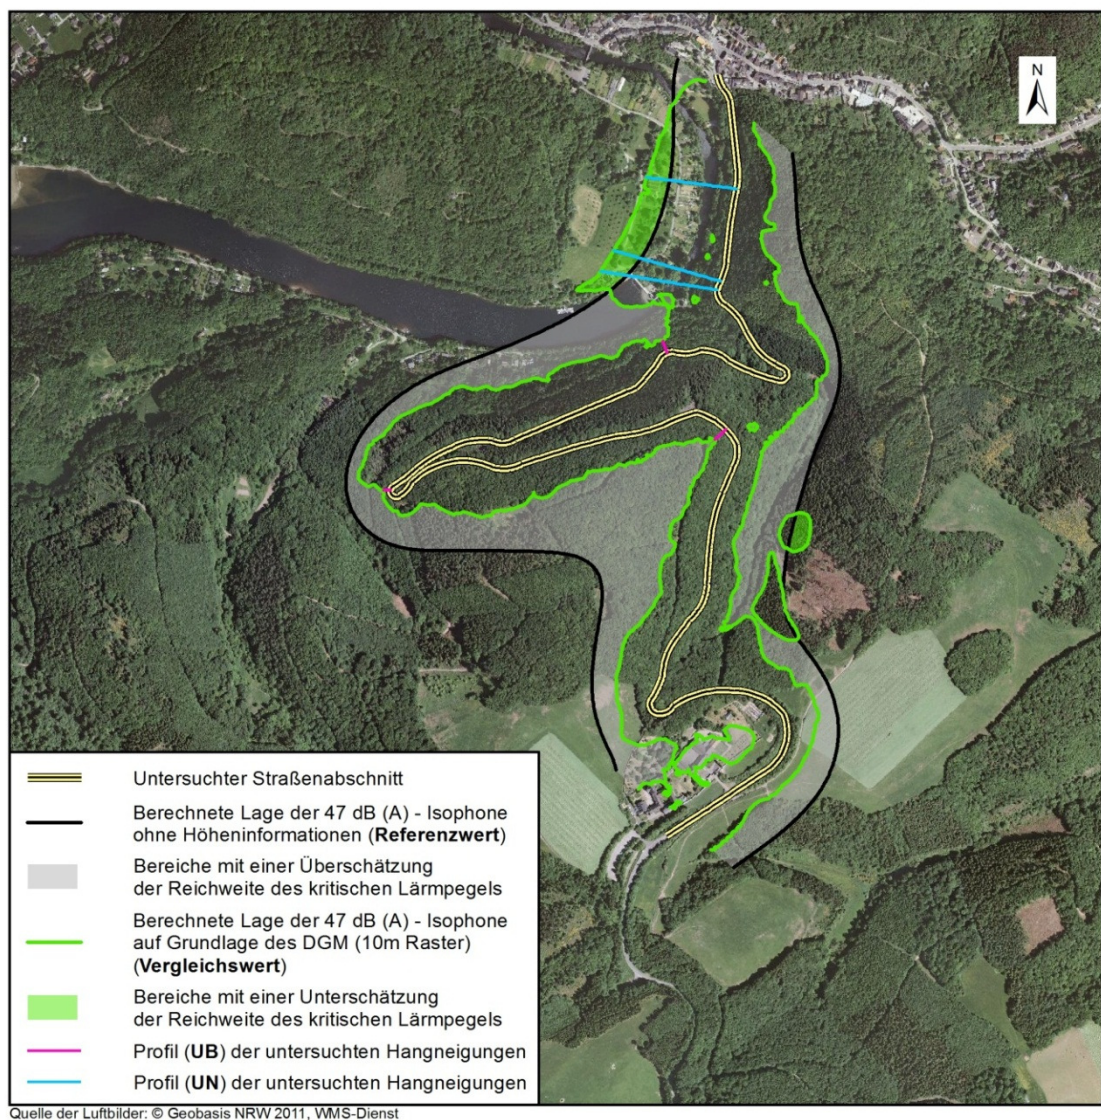 N
Untersuchter Straßenabschnitt
Berechnete Lage der 47 dB (A) - Isophone
ohne Höheninformationen (Referenzwert)
Bereiche mit einer Überschätzung
der Reichweite des kritischen Lärmpegels
Berechnete Lage der 47 dB (A) - Isophone
auf Grundlage des DGM (10m Raster)
(Vergleichswert)
Bereiche mit einer Unterschätzung
der Reichweite des kritischen Lärmpegels
Profil (UB) der untersuchten Hangneigungen
Profil (UN) der untersuchten Hangneigungen
Quelle der Luftbilder: © Geobasis NRW 2011, WMS-Dienst